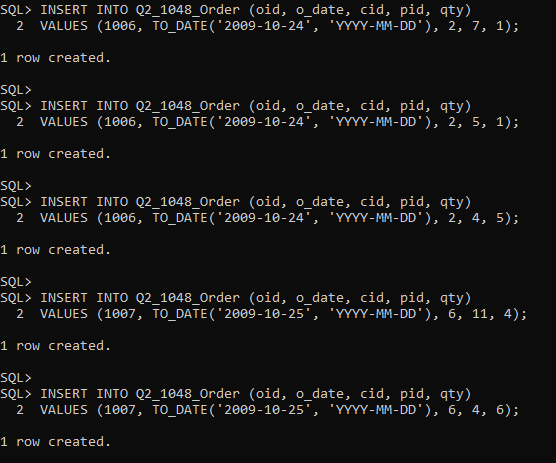 SQL> INSERT INTO Q2_1048_Order (oid, o_date, cid, pid, qty)
  2  VALUES (1006, TO_DATE('2009-10-24', 'YYYY-MM-DD'), 2, 7, 1);
1 row created.
SQL>
SQL> INSERT INTO Q2_1048_Order (oid, o_date, cid, pid, qty)
  2  VALUES (1006, TO_DATE('2009-10-24', 'YYYY-MM-DD'), 2, 5, 1);
1 row created.
SQL>
SQL> INSERT INTO Q2_1048_Order (oid, o_date, cid, pid, qty)
  2  VALUES (1006, TO_DATE('2009-10-24', 'YYYY-MM-DD'), 2, 4, 5);
1 row created.
SQL>
SQL> INSERT INTO Q2_1048_Order (oid, o_date, cid, pid, qty)
  2  VALUES (1007, TO_DATE('2009-10-25', 'YYYY-MM-DD'), 6, 11, 4);
1 row created.
SQL>
SQL> INSERT INTO Q2_1048_Order (oid, o_date, cid, pid, qty)
  2  VALUES (1007, TO_DATE('2009-10-25', 'YYYY-MM-DD'), 6, 4, 6);
1 row created.